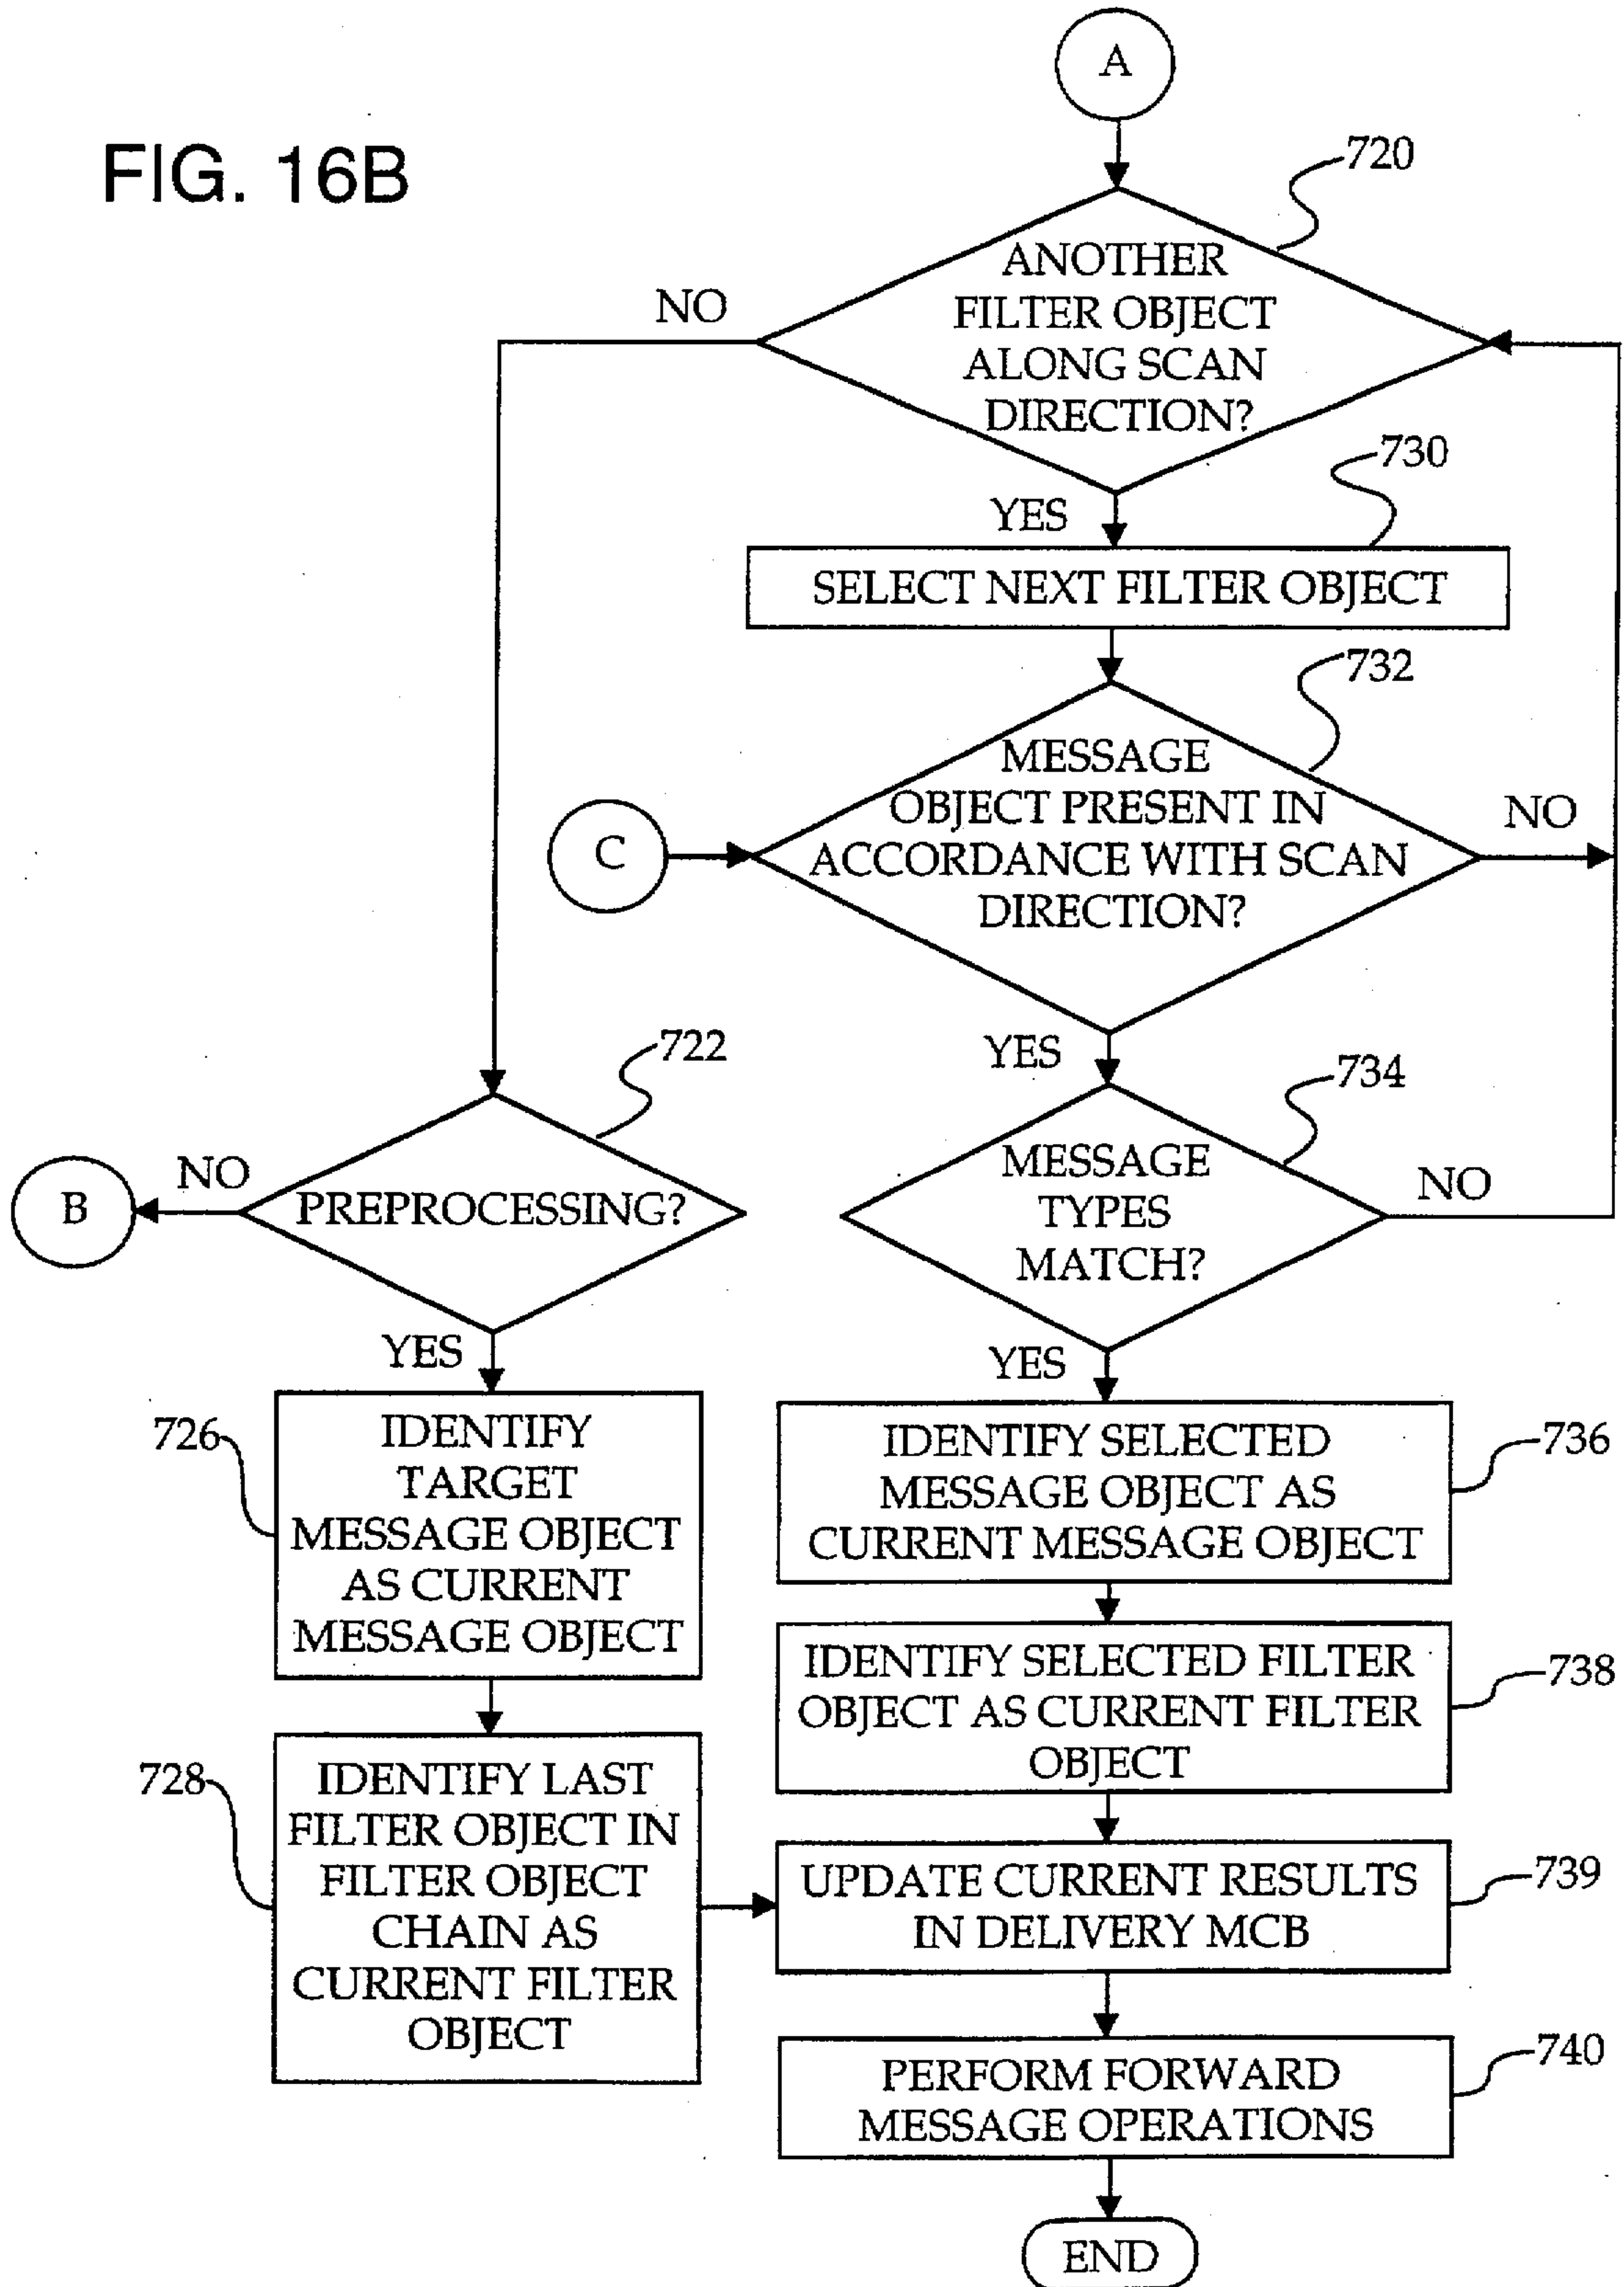 A
FIG. 16B
720
ANOTHER
FILTER OBJECT
ALONG SCAN
DIRECTION?
NO
YES
730
SELECT NEXT FILTER OBJECT
732
MESSAGE
OBJECT PRESENT IN
ACCORDANCE WITH SCAN
DIRECTION?
NO
C
YES
722
PREPROCESSING?
NO
B
YES
734
MESSAGE
TYPES
MATCH?
NO
YES
726
IDENTIFY
TARGET
MESSAGE OBJECT
AS CURRENT
MESSAGE OBJECT
736
IDENTIFY SELECTED
MESSAGE OBJECT AS
CURRENT MESSAGE OBJECT
738
IDENTIFY SELECTED FILTER
OBJECT AS CURRENT FILTER
OBJECT
728
IDENTIFY LAST
FILTER OBJECT IN
FILTER OBJECT
CHAIN AS
CURRENT FILTER
OBJECT
739
UPDATE CURRENT RESULTS
IN DELIVERY MCB
740
PERFORM FORWARD
MESSAGE OPERATIONS
END